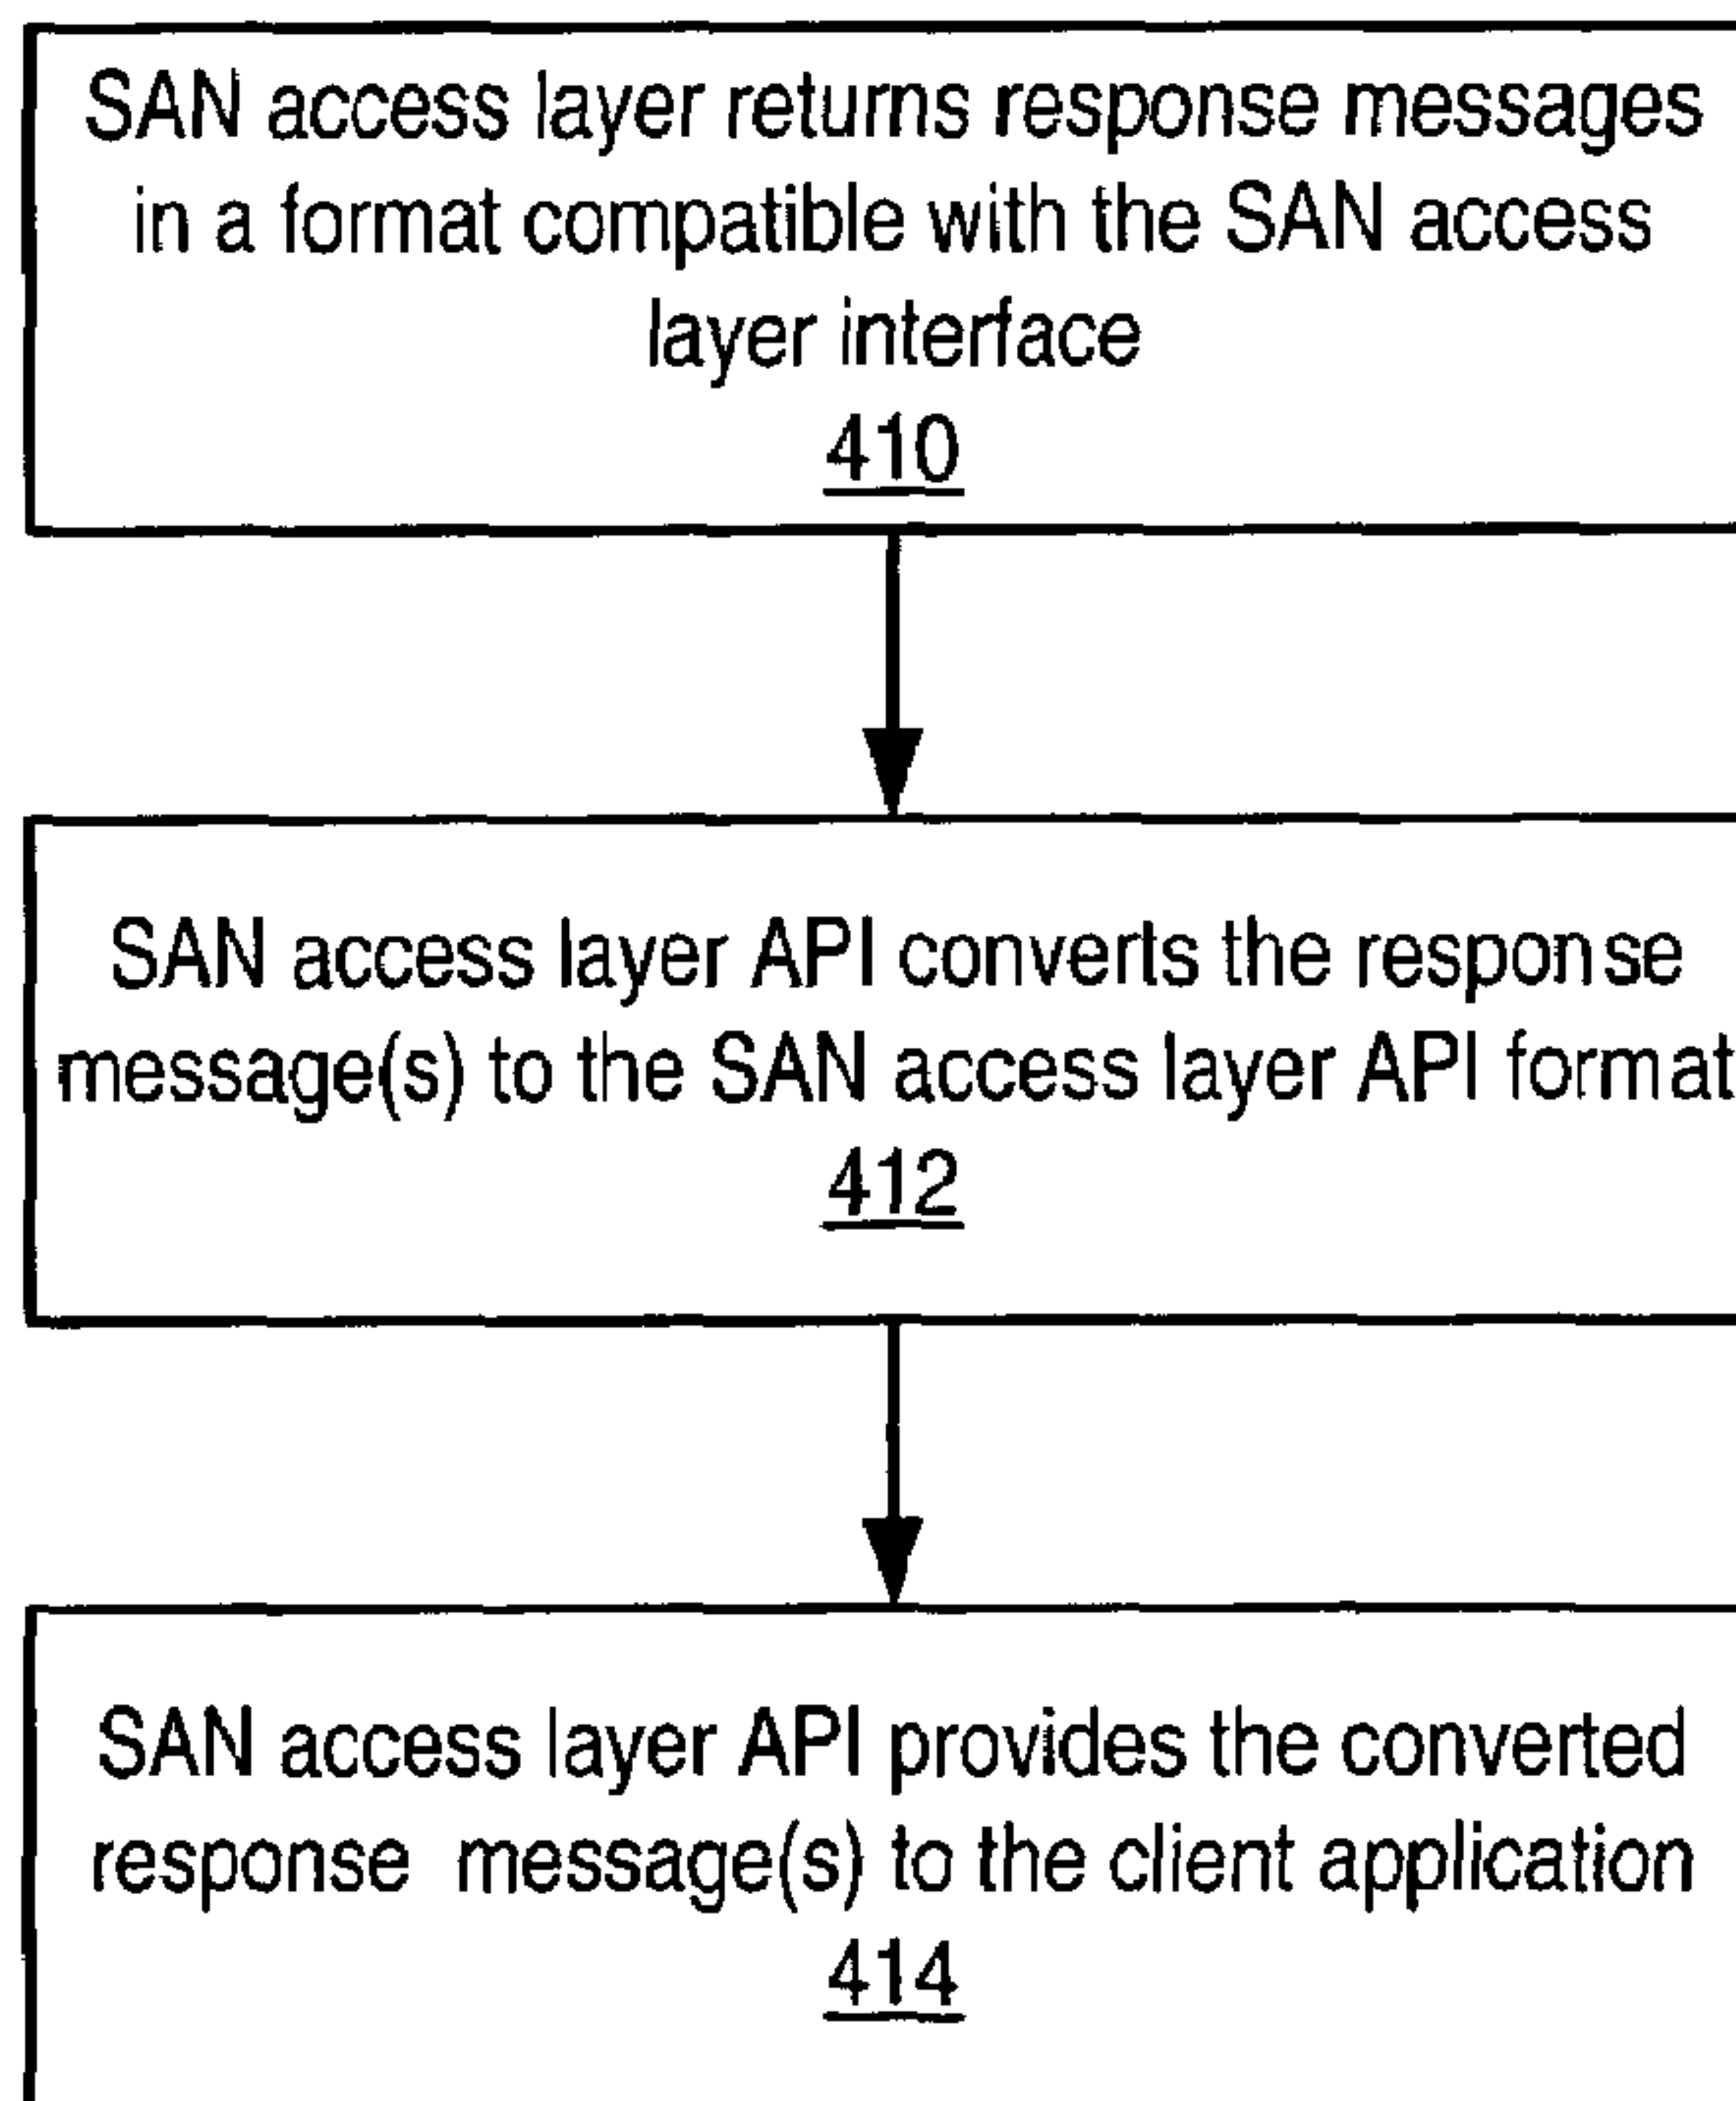 SAN access layer returns response messages
in a format compatible with the SAN access
layer interface
410
SAN access layer API converts the response
message(s) to the SAN access layer API format
412
SAN access layer API provides the converted
response message(s) to the client application
414